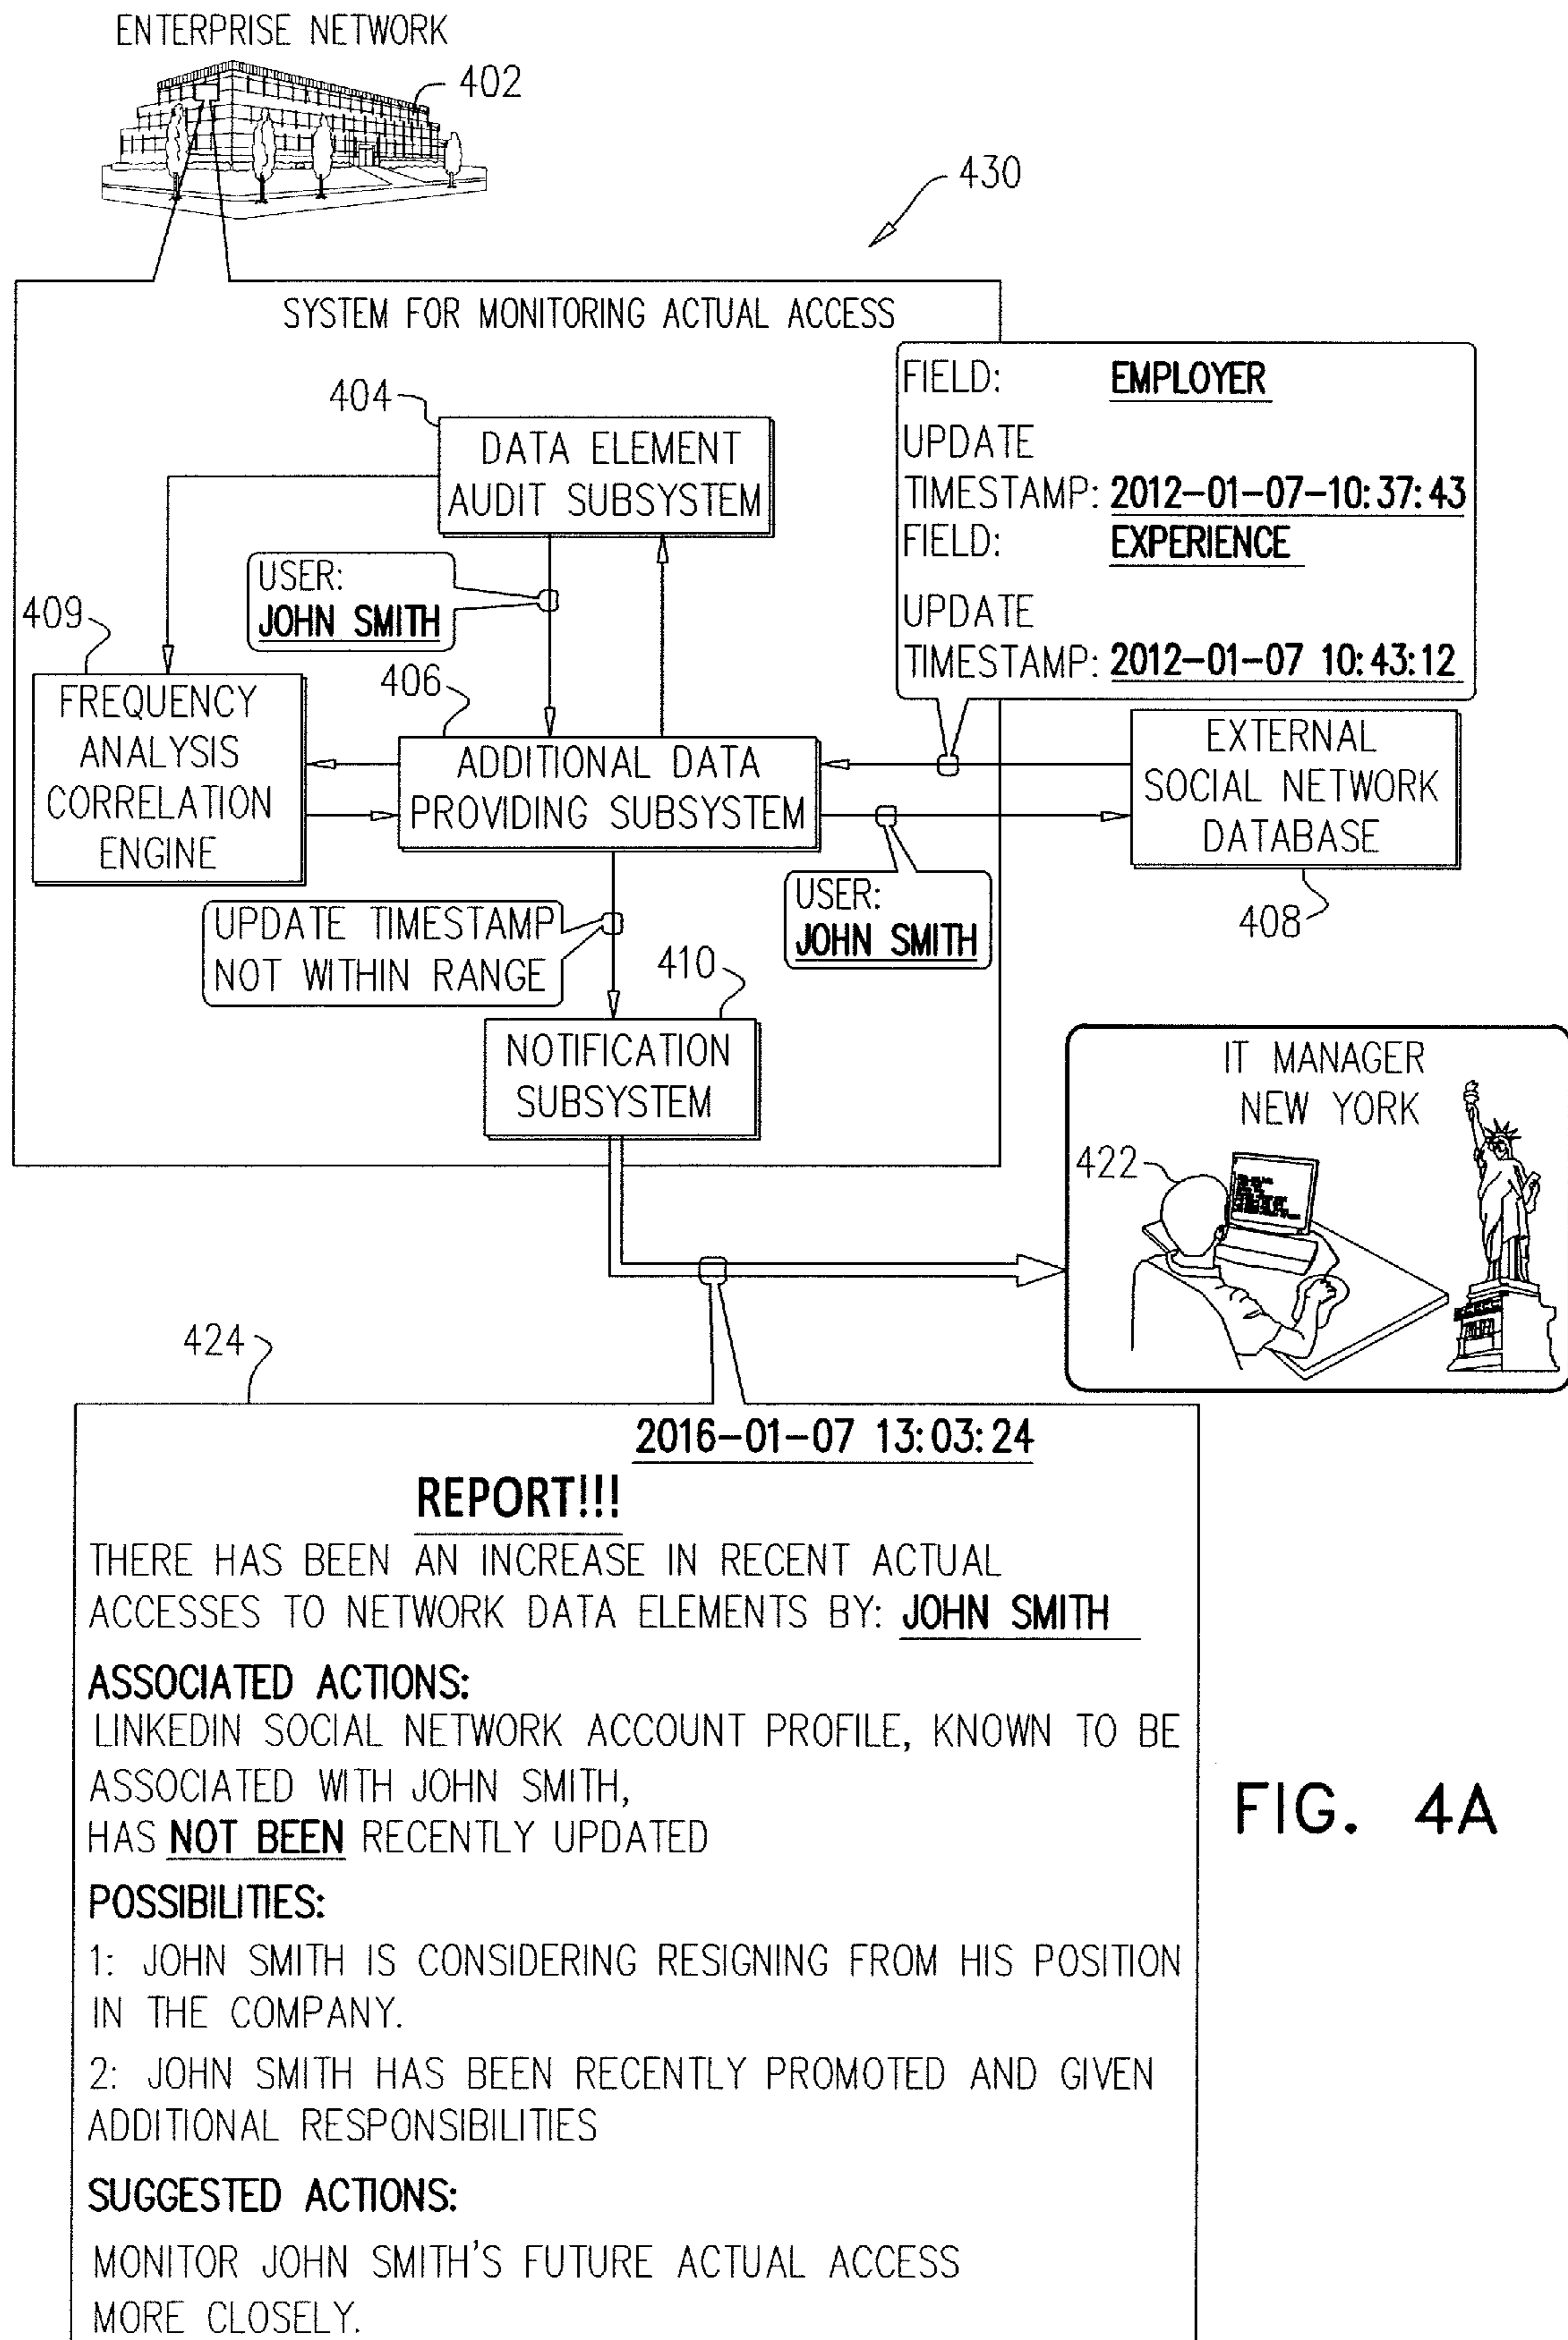 ENTERPRISE NETWORK
402
430
SYSTEM FOR MONITORING ACTUAL ACCESS
404
DATA ELEMENT
AUDIT SUBSYSTEM
FIELD: EMPLOYER
UPDATE
TIMESTAMP: 2012-01-07-10:37:43
FIELD: EXPERIENCE
UPDATE
TIMESTAMP: 2012-01-07 10:43:12
USER:
JOHN SMITH
409
FREQUENCY
ANALYSIS
CORRELATION
ENGINE
406
ADDITIONAL DATA
PROVIDING SUBSYSTEM
EXTERNAL
SOCIAL NETWORK
DATABASE
408
USER:
JOHN SMITH
UPDATE TIMESTAMP
NOT WITHIN RANGE
410
NOTIFICATION
SUBSYSTEM
IT MANAGER
NEW YORK
422
424
2016-01-07 13:03:24
REPORT!!!
THERE HAS BEEN AN INCREASE IN RECENT ACTUAL
ACCESSES TO NETWORK DATA ELEMENTS BY: JOHN SMITH
ASSOCIATED ACTIONS:
LINKEDIN SOCIAL NETWORK ACCOUNT PROFILE, KNOWN TO BE
ASSOCIATED WITH JOHN SMITH,
HAS NOT BEEN RECENTLY UPDATED
POSSIBILITIES:
1: JOHN SMITH IS CONSIDERING RESIGNING FROM HIS POSITION
IN THE COMPANY.
2: JOHN SMITH HAS BEEN RECENTLY PROMOTED AND GIVEN
ADDITIONAL RESPONSIBILITIES
SUGGESTED ACTIONS:
MONITOR JOHN SMITH'S FUTURE ACTUAL ACCESS
MORE CLOSELY.
FIG. 4A